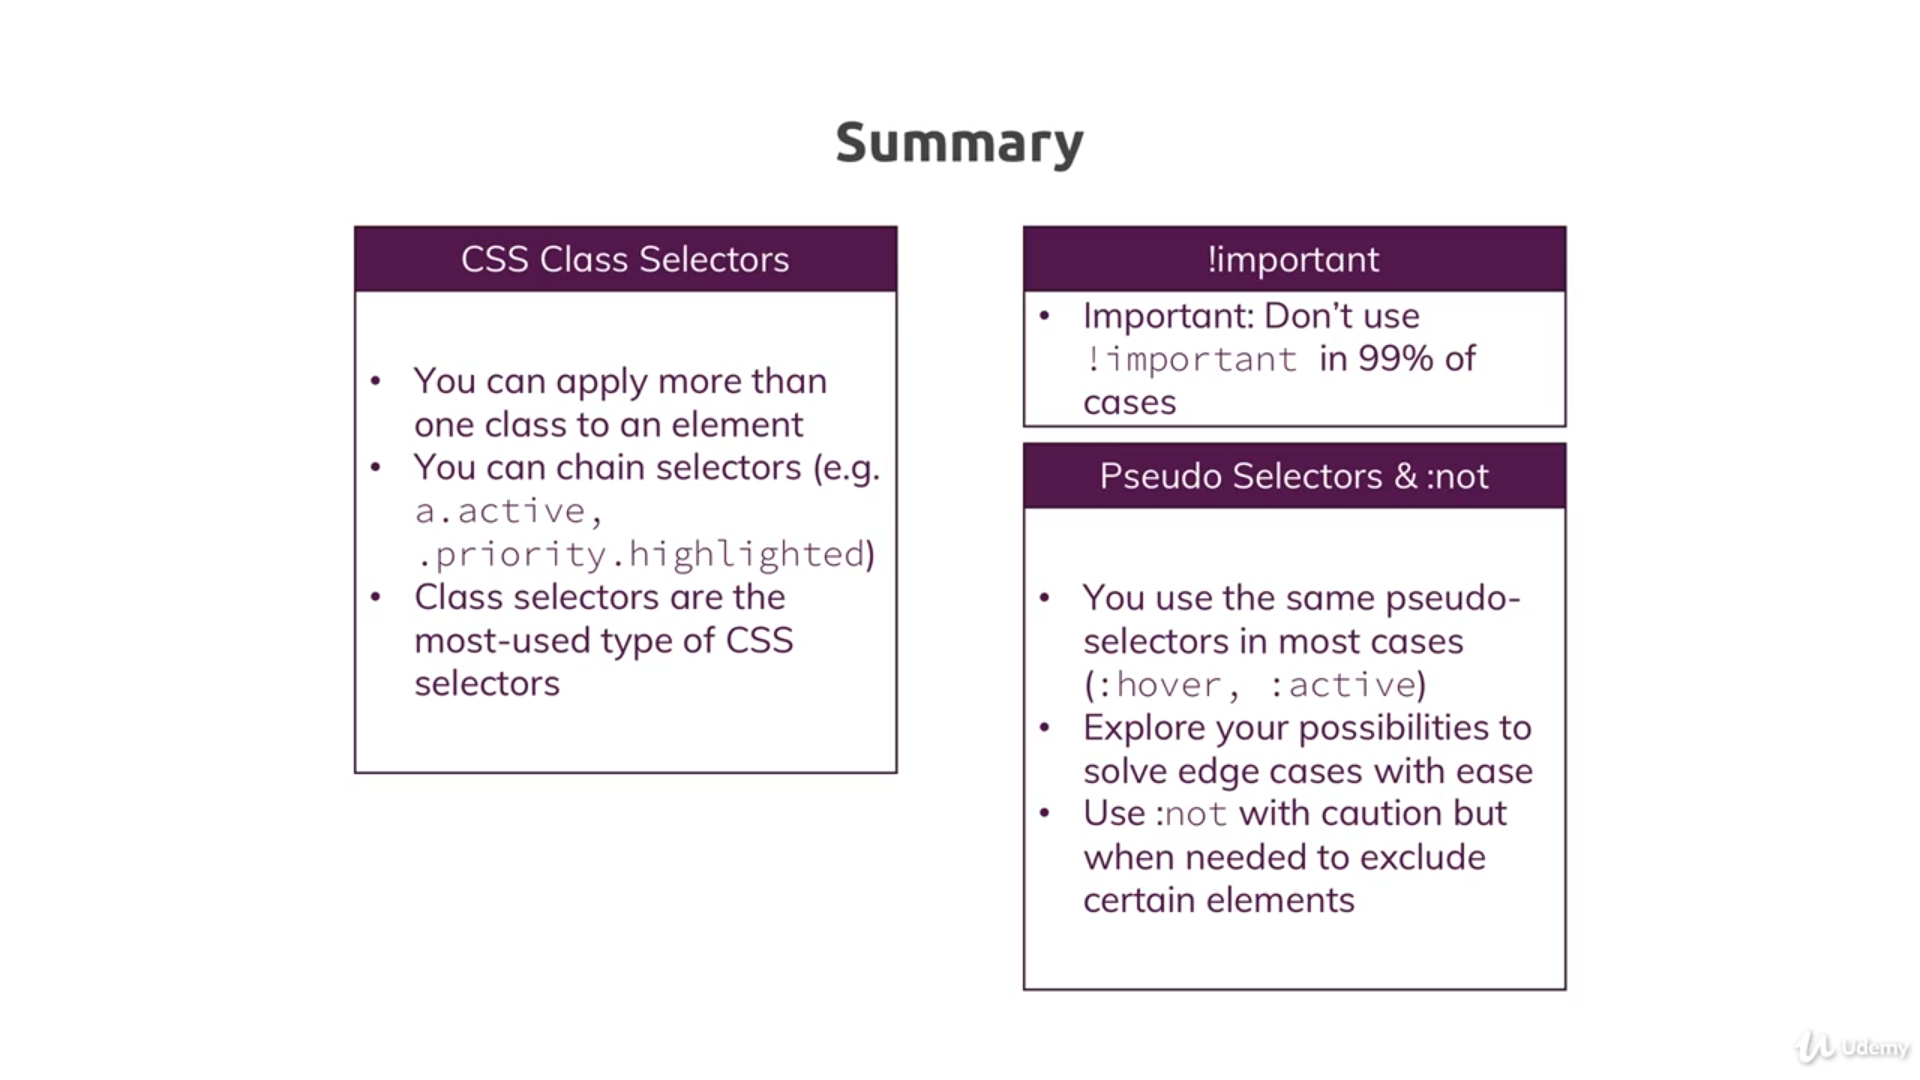 Summary
CSS Class Selectors
• You can apply more than
one class to an element
• You can chain selectors (e.g.
a.active,
.priority.highlighted)
• Class selectors are the
most-used type of CSS
selectors
!important
• Important: Don’t use
!important in 99% of
cases
Pseudo Selectors & :not
• You use the same pseudo-
selectors in most cases
(:hover, :active)
• Explore your possibilities to
solve edge cases with ease
• Use :not with caution but
when needed to exclude
certain elements
Udemy